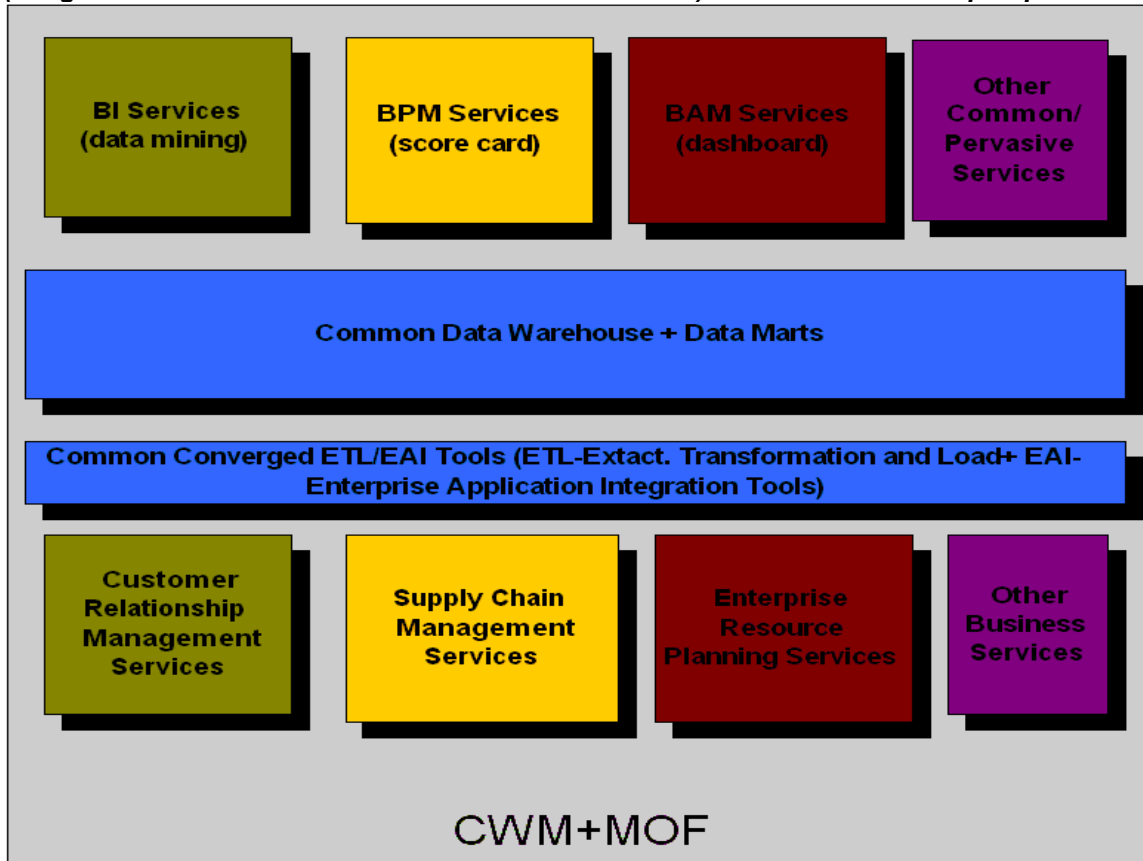 BI Services
(data mining)
BPM Services
(score card)
BAM Services
(dashboard)
Other
Common/
Pervasive
Services
Common Data Warehouse + Data Marts
Common Converged ETL/EAI Tools (ETL-Extact. Transformation and Load+ EAI-
Enterprise Application Integration Tools)
Customer
Relationship
Management
Services
Supply Chain
Management
Services
Enterprise
Resource
Planning Services
Other
Business
Services
CWM+MOF